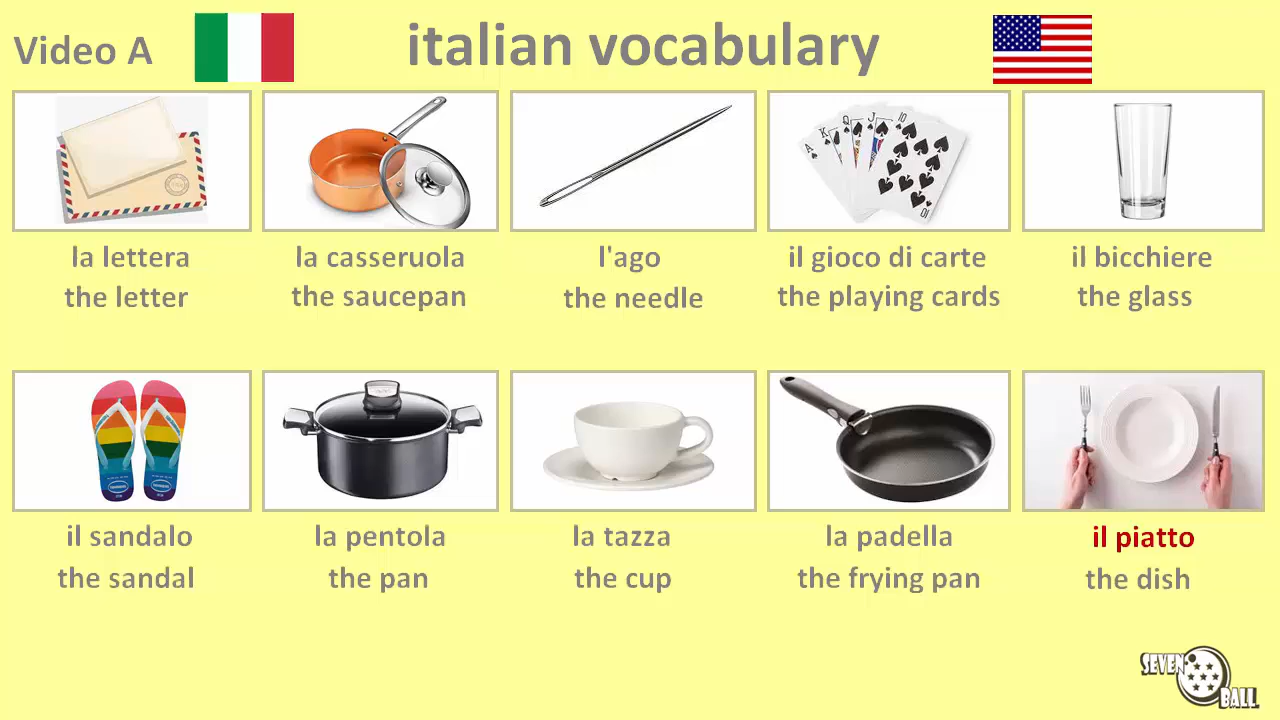 Video A
italian vocabulary
la lettera
the letter
la casseruola
the saucepan
l'ago
the needle
il gioco di carte
the playing cards
il bicchiere
the glass
il sandalo
the sandal
la pentola
the pan
la tazza
the cup
la padella
the frying pan
il piatto
the dish
A
K
Q
J
10
10
SEVEN
BALL